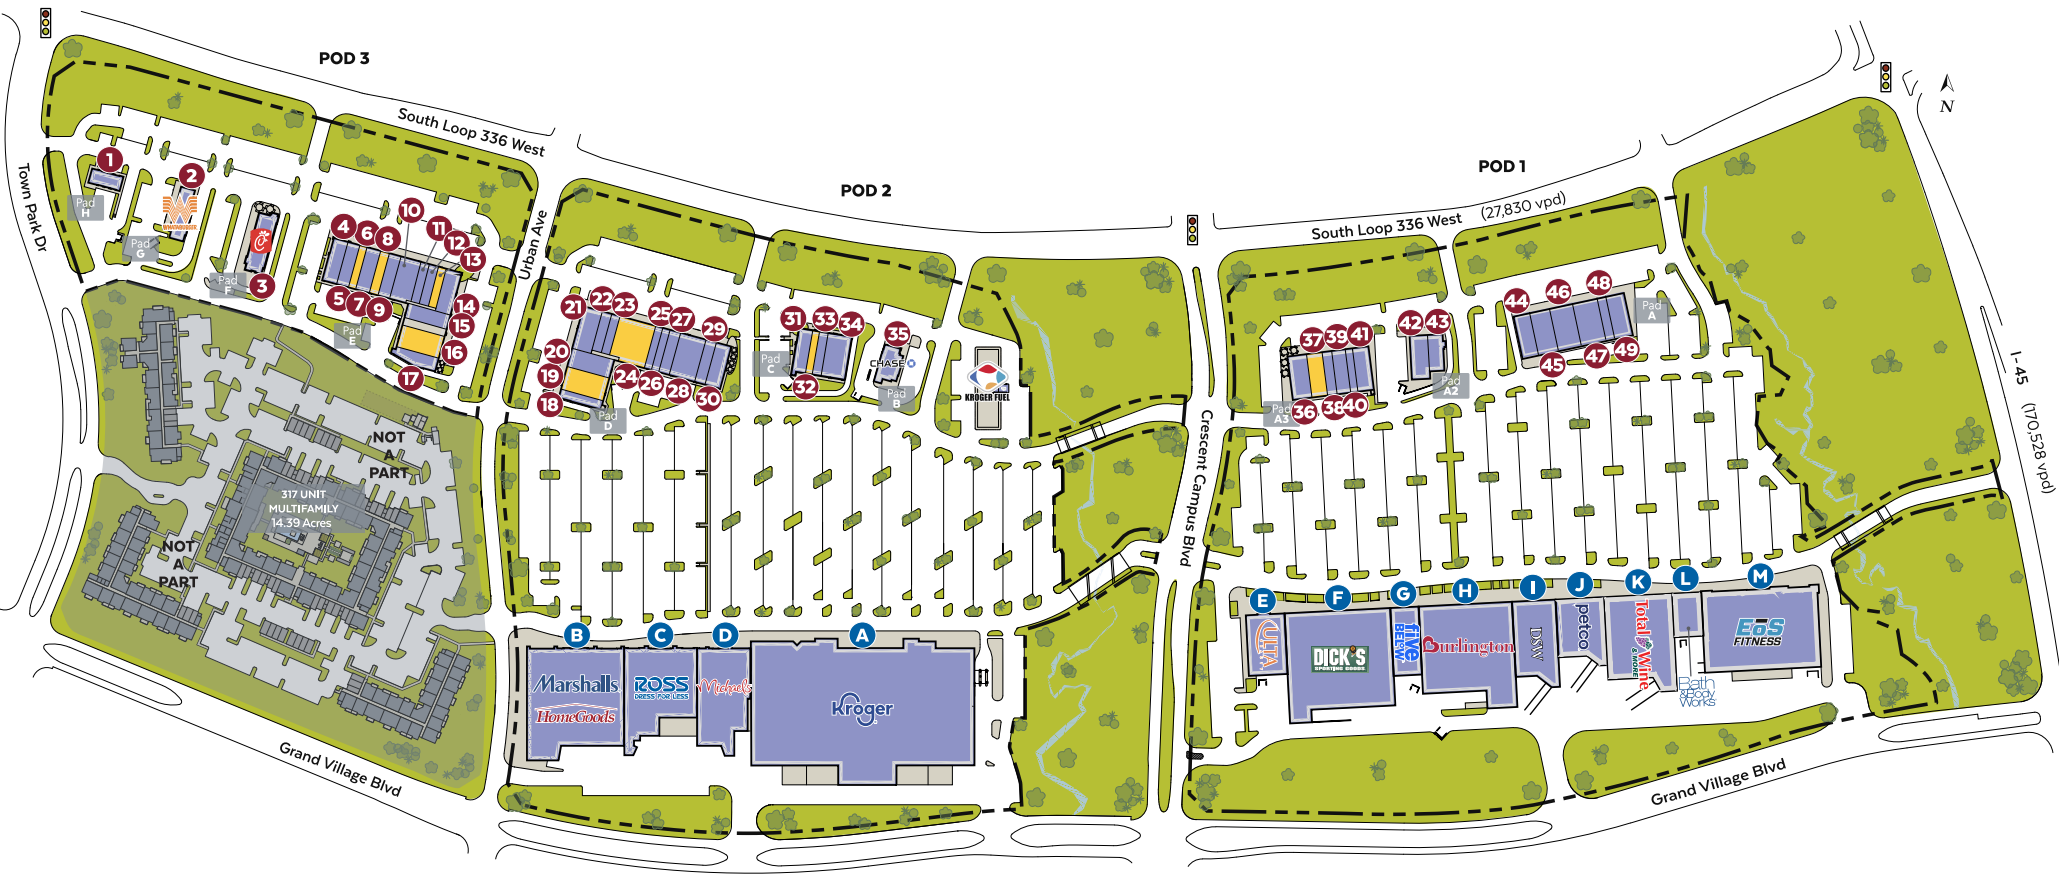 POD 3
South Loop 336 West
Town Park Dr
Urban Ave
1
2
3
4
6
8
10
11
12
13
5
7
9
14
15
16
17
Pad
H
WHATABURGER
Pad
G
Pad
F
Pad
E
NOT
A
PART
317 UNIT
MULTIFAMILY
14.39 Acres
NOT
A
PART
Grand Village Blvd
POD 2
21
22
23
25
27
29
20
19
18
24
26
28
30
Pad
D
31
33
34
32
Pad
C
35
CHASE
Pad
B
KROGER FUEL
B
C
D
A
Marshalls
HomeGoods
ROSS
DRESS FOR LESS
Michaels
Kroger
Crescent Campus Blvd
POD 1
South Loop 336 West (27,830 vpd)
37
39
41
36
38
40
Pad
A3
42
43
Pad
A2
44
46
48
45
47
49
Pad
A
N
I-45 (170,528 vpd)
E
F
G
H
I
J
K
L
M
ULTA
DICK'S
SPORTING GOODS
five
BELOW
Burlington
DSW
petco
Total Wine
& MORE
Bath
&Body
Works
EoS
FITNESS
Grand Village Blvd